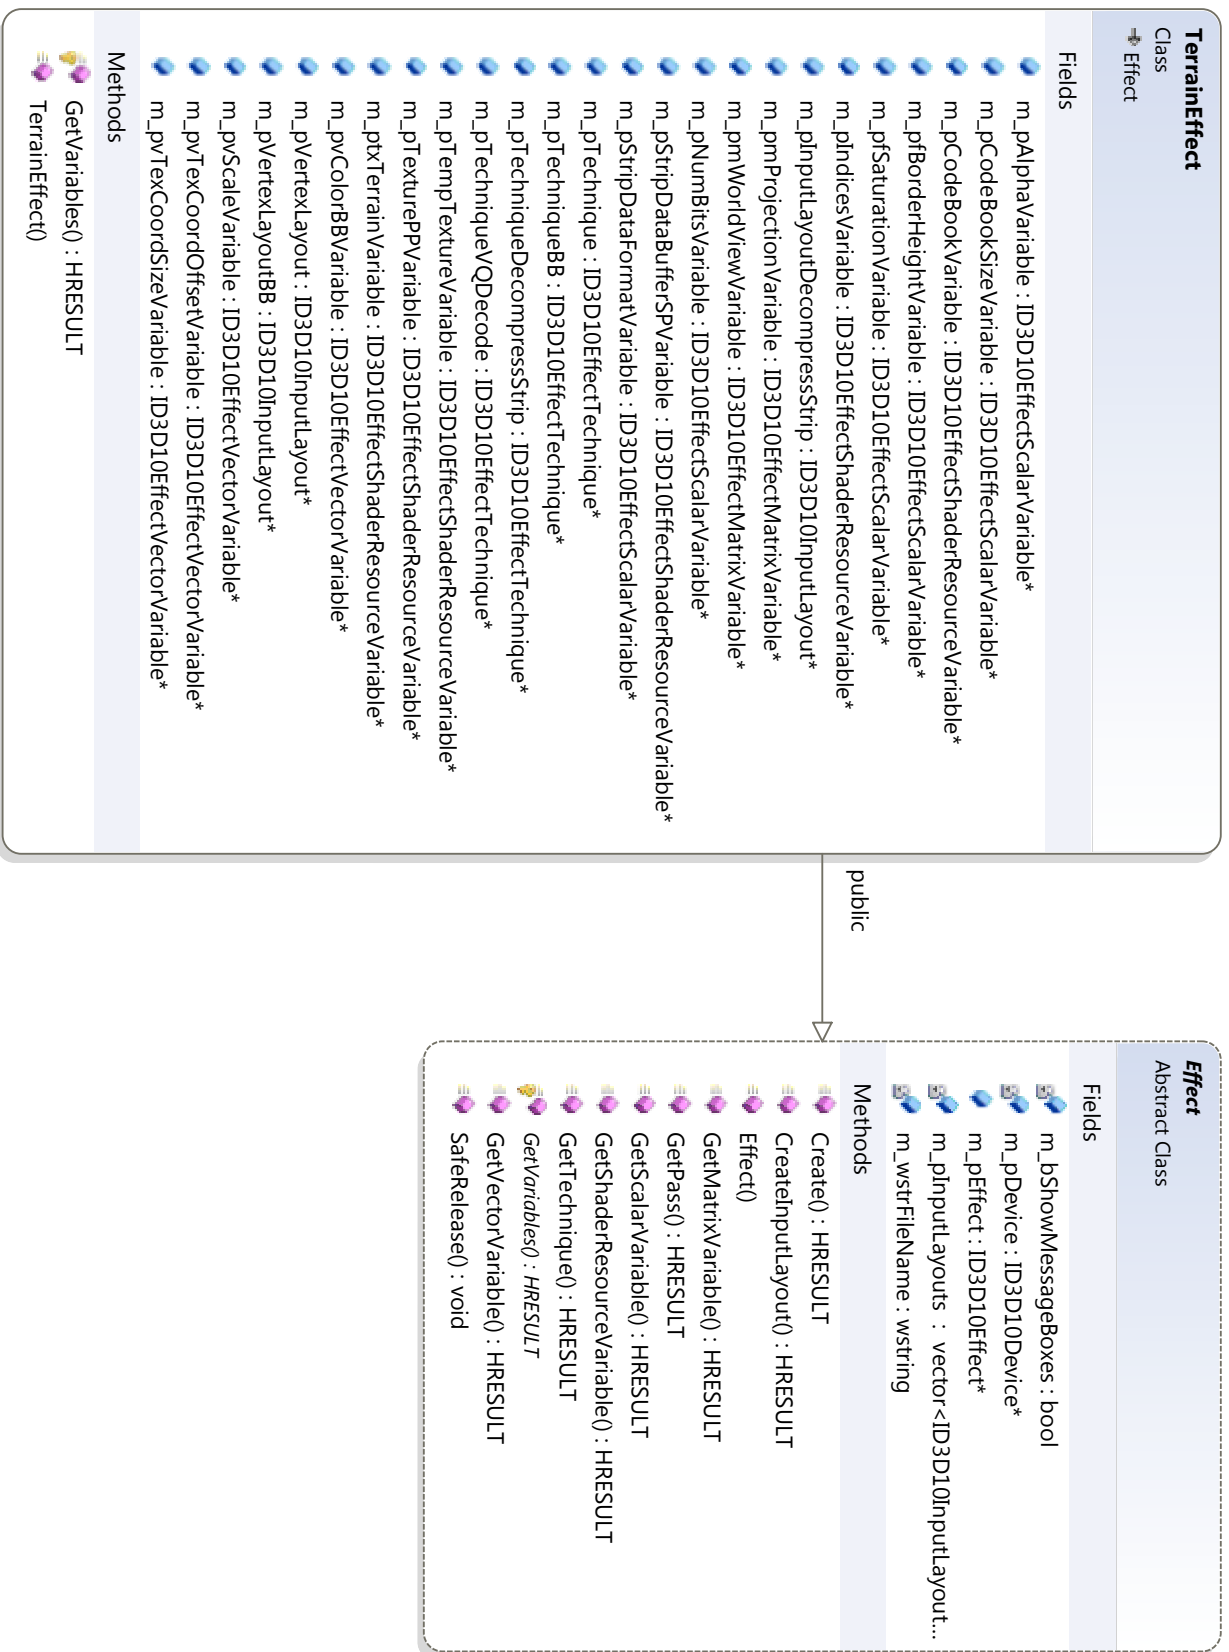 TerrainEffect
Class
Effect
Fields
m_pAlphaVariable : ID3D10EffectScalarVariable*
m_pCodeBookSizeVariable : ID3D10EffectScalarVariable*
m_pCodeBookVariable : ID3D10EffectShaderResourceVariable*
m_pfBorderHeightVariable : ID3D10EffectScalarVariable*
m_pfSaturationVariable : ID3D10EffectScalarVariable*
m_pIndicesVariable : ID3D10EffectShaderResourceVariable*
m_pInputLayoutDecompressStrip : ID3D10InputLayout*
m_pmProjectionVariable : ID3D10EffectMatrixVariable*
m_pmWorldViewVariable : ID3D10EffectMatrixVariable*
m_pNumBitsVariable : ID3D10EffectScalarVariable*
m_pStripDataBufferSPVariable : ID3D10EffectShaderResourceVariable*
m_pStripDataFormatVariable : ID3D10EffectScalarVariable*
m_pTechnique : ID3D10EffectTechnique*
m_pTechniqueBB : ID3D10EffectTechnique*
m_pTechniqueDecompressStrip : ID3D10EffectTechnique*
m_pTechniqueVQDecode : ID3D10EffectTechnique*
m_pTempTextureVariable : ID3D10EffectShaderResourceVariable*
m_pTexturePPVariable : ID3D10EffectShaderResourceVariable*
m_ptxTerrainVariable : ID3D10EffectShaderResourceVariable*
m_pvColorBBVariable : ID3D10EffectVectorVariable*
m_pVertexLayout : ID3D10InputLayout*
m_pVertexLayoutBB : ID3D10InputLayout*
m_pvScaleVariable : ID3D10EffectVectorVariable*
m_pvTexCoordOffsetVariable : ID3D10EffectVectorVariable*
m_pvTexCoordSizeVariable : ID3D10EffectVectorVariable*
Methods
GetVariables() : HRESULT
TerrainEffect()
public
Effect
Abstract Class
Fields
m_bShowMessageBoxes : bool
m_pDevice : ID3D10Device*
m_pEffect : ID3D10Effect*
m_pInputLayouts : vector<ID3D10InputLayout...
m_wstrFileName : wstring
Methods
Create() : HRESULT
CreateInputLayout() : HRESULT
Effect()
GetMatrixVariable() : HRESULT
GetPass() : HRESULT
GetScalarVariable() : HRESULT
GetShaderResourceVariable() : HRESULT
GetTechnique() : HRESULT
GetVariables() : HRESULT
GetVectorVariable() : HRESULT
SafeRelease() : void